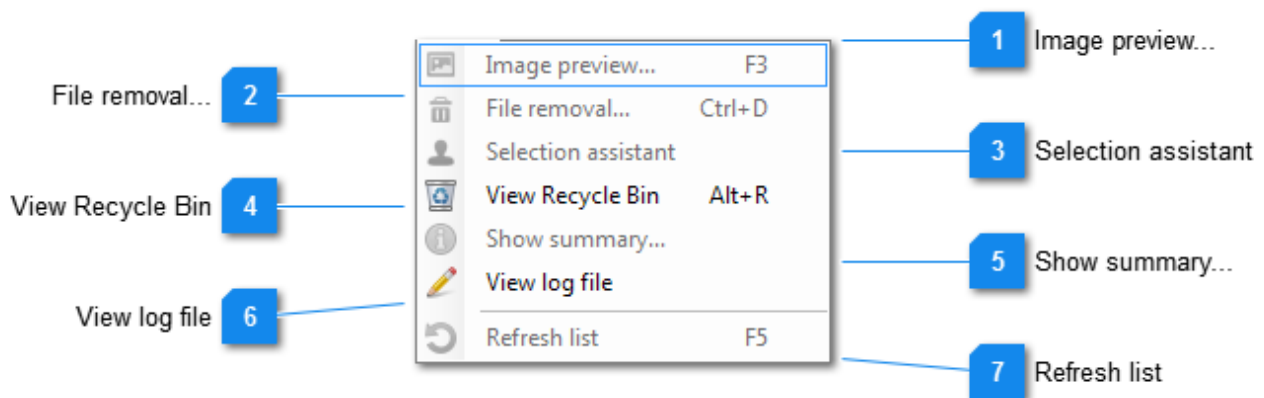 1 Image preview...
Image preview... F3
File removal... 2
File removal... Ctrl+D
Selection assistant
3 Selection assistant
View Recycle Bin 4
View Recycle Bin Alt+R
Show summary...
5 Show summary...
View log file
View log file 6
Refresh list F5
7 Refresh list